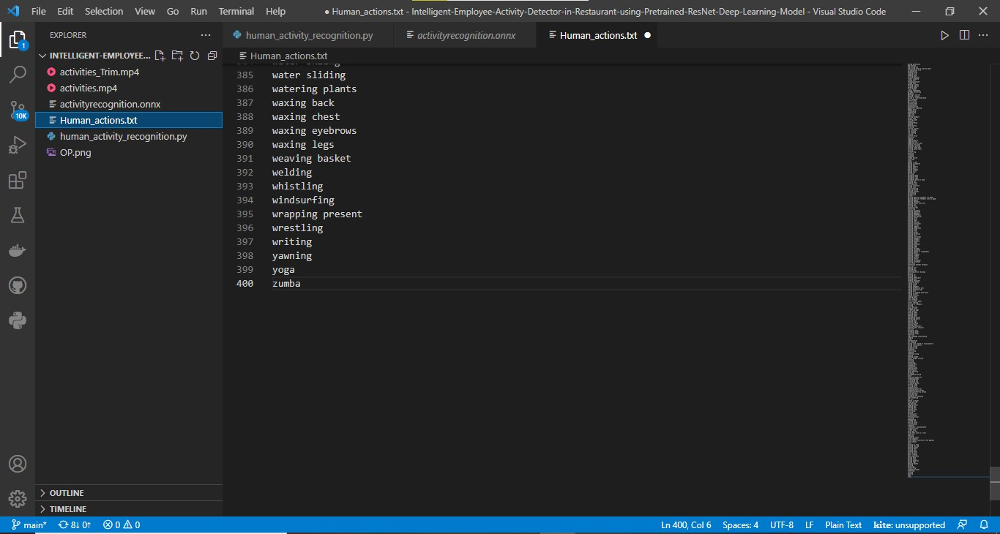 File Edit Selection View Go Run Terminal Help
● Human_actions.txt - Intelligent-Employee-Activity-Detector-in-Restaurant-using-Pretrained-ResNet-Deep-Learning-Model - Visual Studio Code
EXPLORER
human_activity_recognition.py
activityrecognition.onnx
Human_actions.txt
INTELLIGENT-EMPLOYEE...
Human_actions.txt
1
10K
activities_Trim.mp4
activities.mp4
activityrecognition.onnx
Human_actions.txt
human_activity_recognition.py
OP.png
385 water sliding
386 watering plants
387 waxing back
388 waxing chest
389 waxing eyebrows
390 waxing legs
391 weaving basket
392 welding
393 whistling
394 windsurfing
395 wrapping present
396 wrestling
397 writing
398 yawning
399 yoga
400 zumba
OUTLINE
TIMELINE
main* 8↓ 0↑ 0 0
Ln 400, Col 6 Spaces: 4 UTF-8 LF Plain Text kite: unsupported